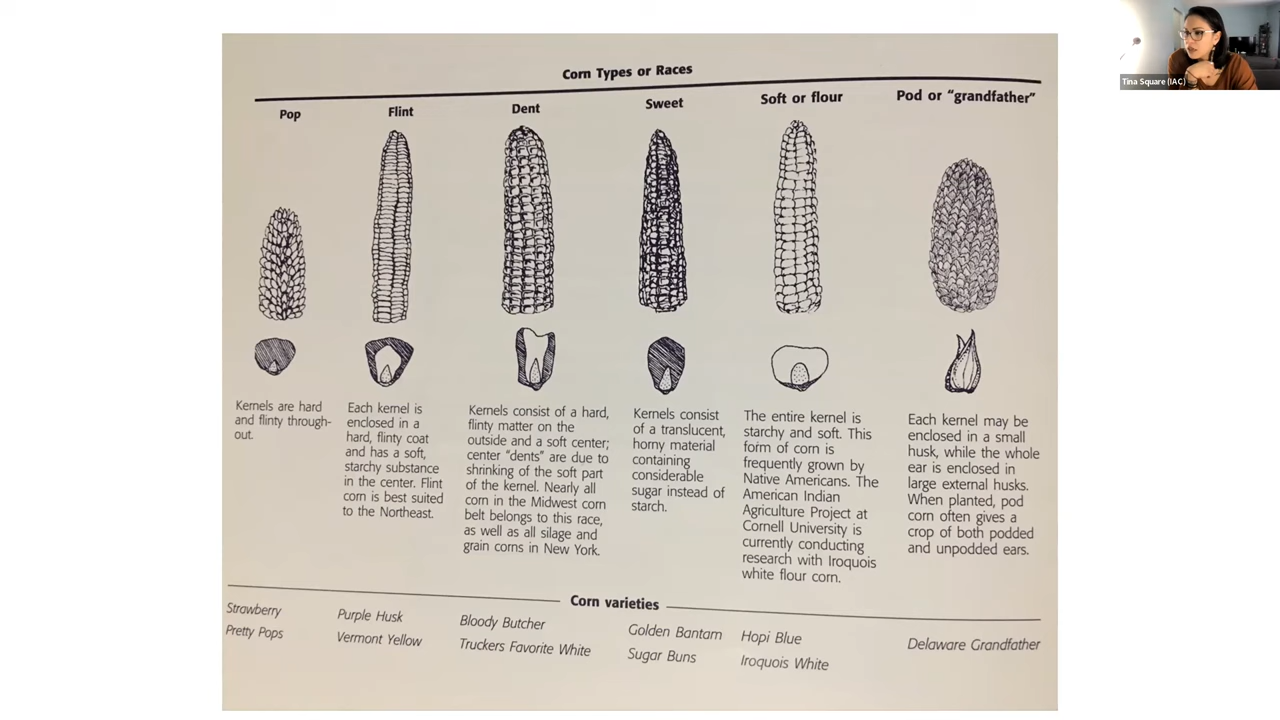 Corn Types or Races
Pop
Kernels are hard
and flinty through-
out.
Flint
Each kernel is
enclosed in a
hard, flinty coat
and has a soft,
starchy substance
in the center. Flint
corn is best suited
to the Northeast.
Dent
Kernels consist of a hard,
flinty matter on the
outside and a soft center;
center "dents" are due to
shrinking of the soft part
of the kernel. Nearly all
corn in the Midwest corn
belt belongs to this race,
as well as all silage and
grain corns in New York.
Sweet
Kernels consist
of a translucent,
horny material
containing
considerable
sugar instead of
starch.
Soft or flour
The entire kernel is
starchy and soft. This
form of corn is
frequently grown by
Native Americans. The
American Indian
Agriculture Project at
Cornell University is
currently conducting
research with Iroquois
white flour corn.
Pod or "grandfather"
Each kernel may be
enclosed in a small
husk, while the whole
ear is enclosed in
large external husks.
When planted, pod
corn often gives a
crop of both podded
and unpodded ears.
Corn varieties
Strawberry
Pretty Pops
Purple Husk
Vermont Yellow
Bloody Butcher
Truckers Favorite White
Golden Bantam
Sugar Buns
Hopi Blue
Iroquois White
Delaware Grandfather
Tina Square (IAC)